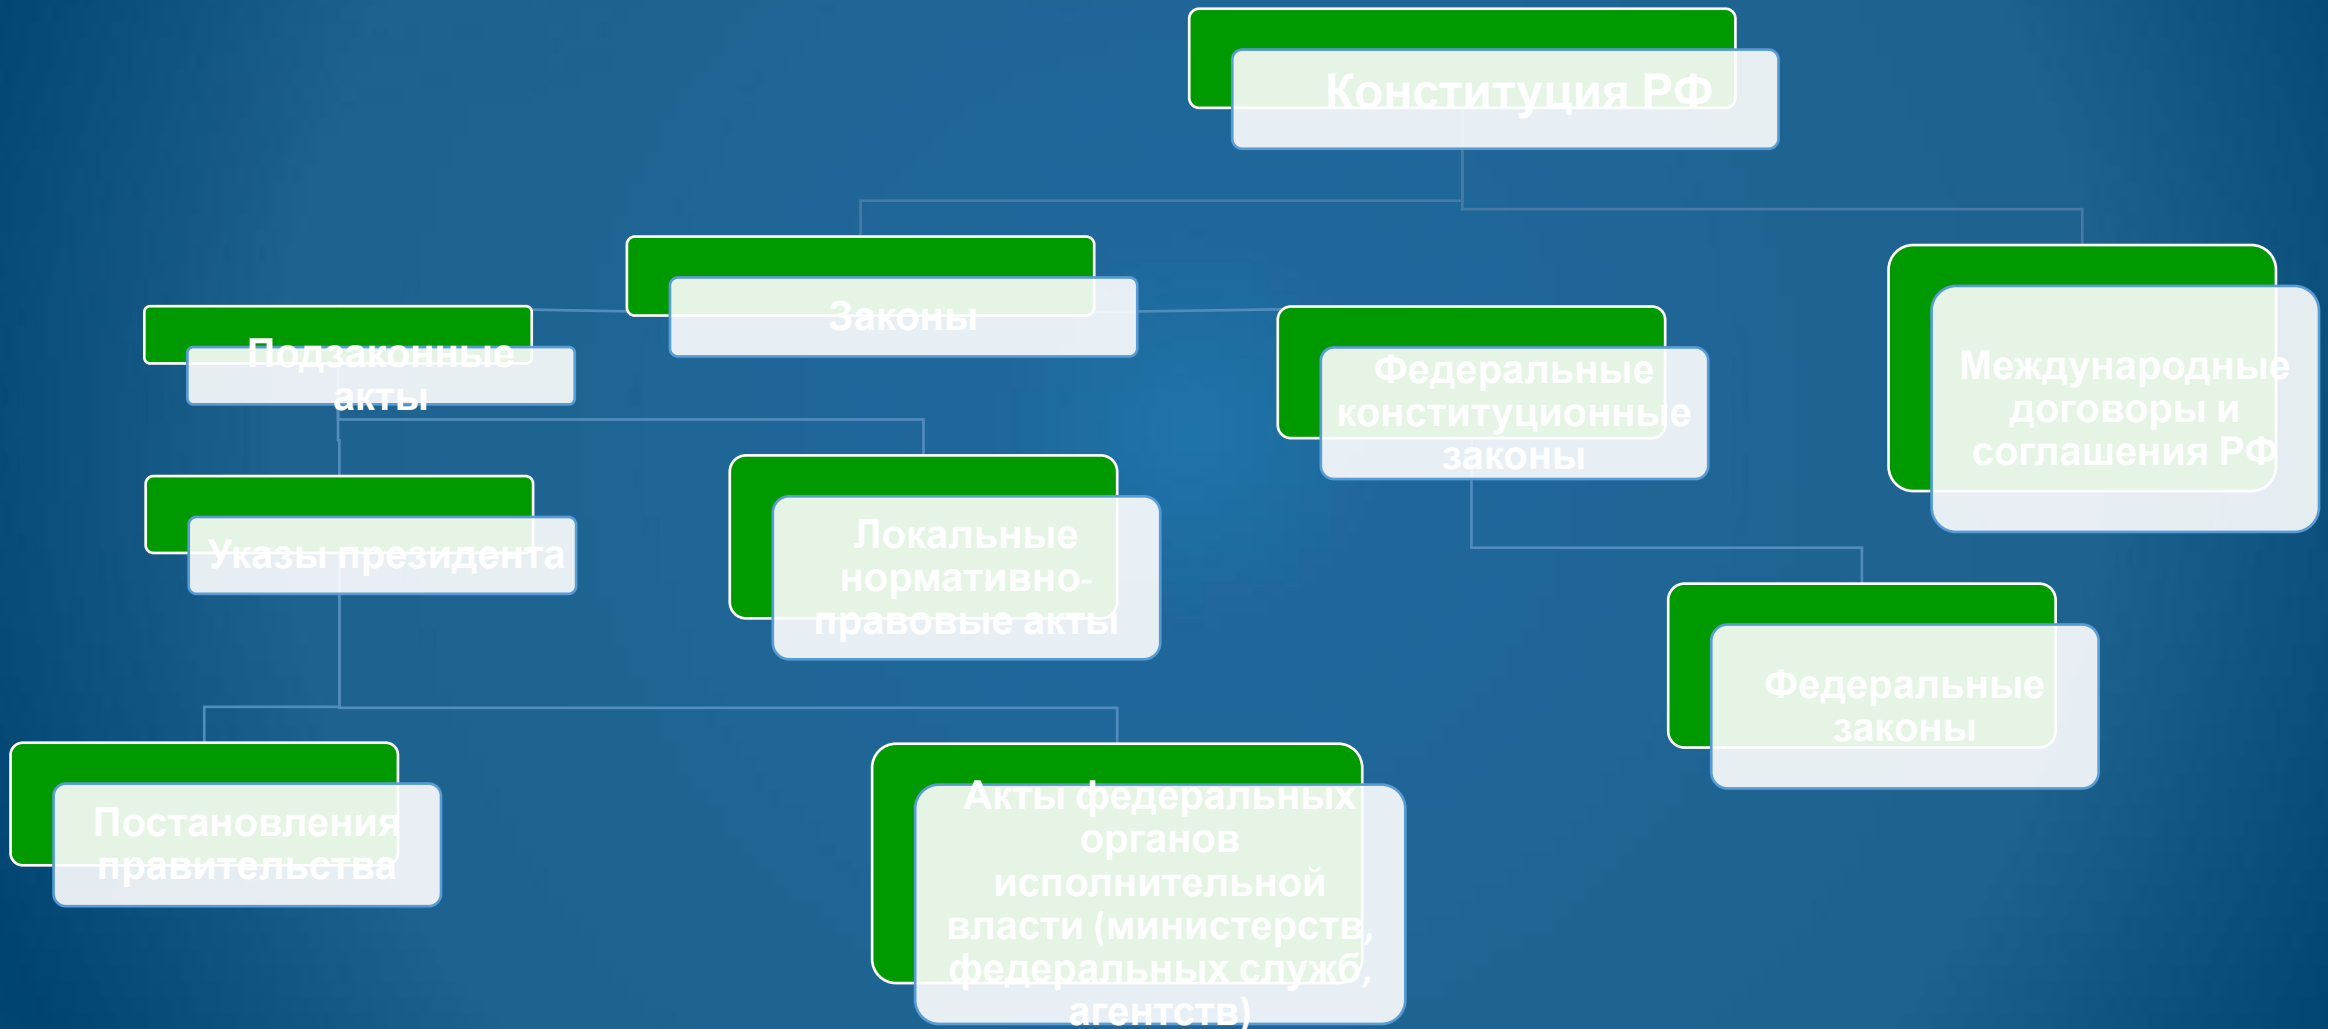 Конституция РФ
Законы
Подзаконные
акты
Федеральные
конституционные
законы
Международные
договоры и
соглашения РФ
Указы президента
Локальные
нормативно-
правовые акты
Федеральные
законы
Постановления
правительства
Акты федеральных
органов
исполнительной
власти (министерств,
федеральных служб,
агентств)